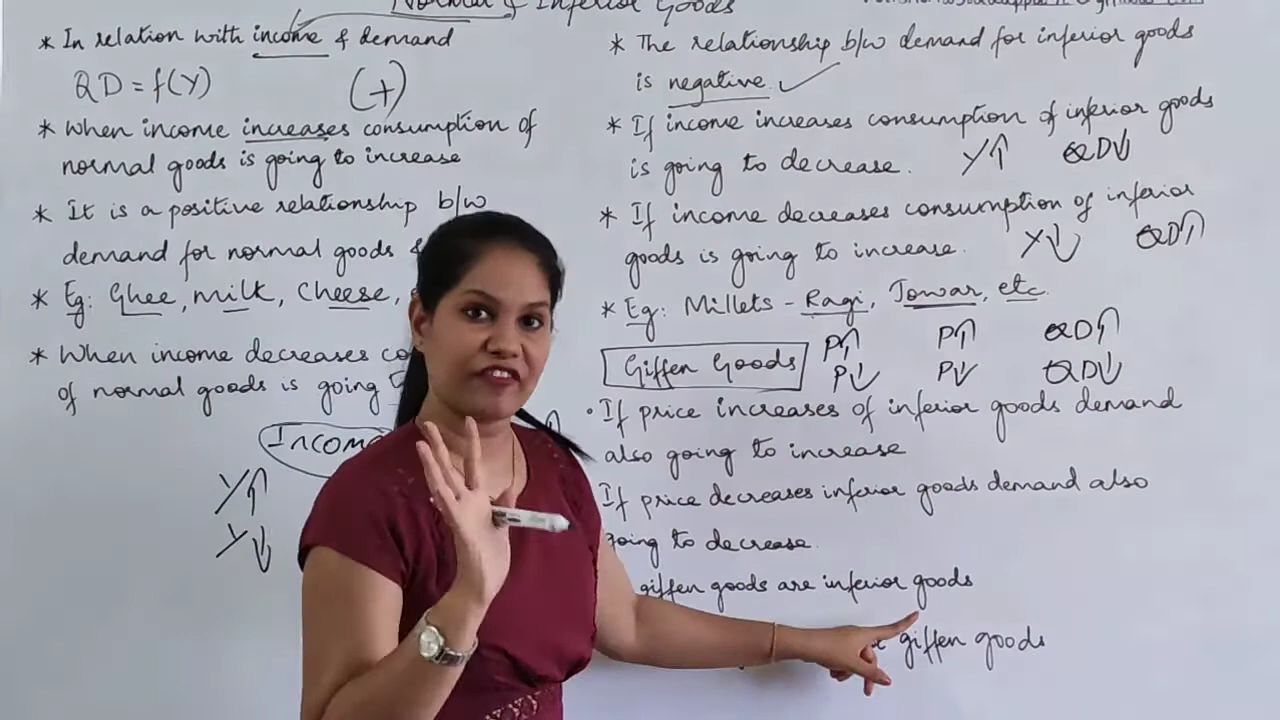 Normal & Inferior Goods
* In relation with income & demand
QD = f(Y) (+)
* When income increases consumption of
normal goods is going to increase
* It is a positive relationship b/w
demand for normal goods &
* Eg: Ghee, Milk, Cheese,
* When income decreases co
of normal goods is going
Income
Y↑
Y↓
* The relationship b/w demand for inferior goods
is negative ✓
* If income increases consumption of inferior goods
is going to decrease. Y↑ QD↓
* If income decreases consumption of inferior
goods is going to increase. Y↓ QD↑
* Eg: Millets - Ragi, Jowar, etc.
Giffen Goods P↑ P↑ QD↑
P↓ P↓ QD↓
• If price increases of inferior goods demand
also going to increase
If price decreases inferior goods demand also
going to decrease.
giffen goods are inferior goods
giffen goods